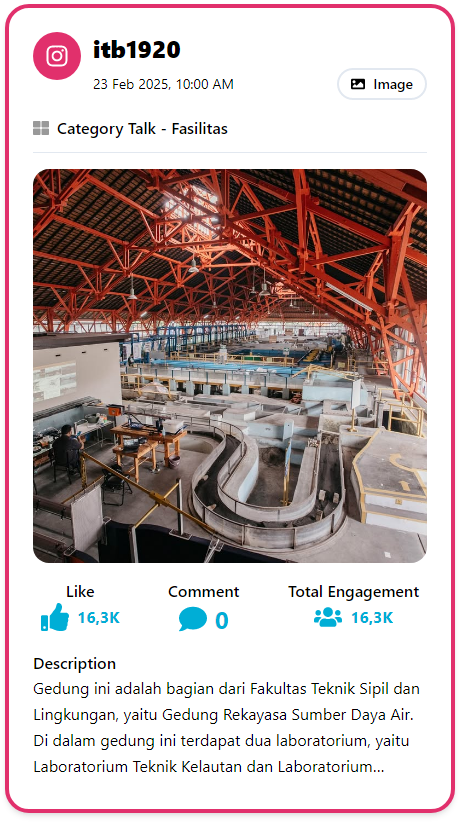 itb1920
23 Feb 2025, 10:00 AM
Image
Category Talk - Fasilitas
Like
Comment
Total Engagement
16,3K
0
16,3K
Description
Gedung ini adalah bagian dari Fakultas Teknik Sipil dan
Lingkungan, yaitu Gedung Rekayasa Sumber Daya Air.
Di dalam gedung ini terdapat dua laboratorium, yaitu
Laboratorium Teknik Kelautan dan Laboratorium...